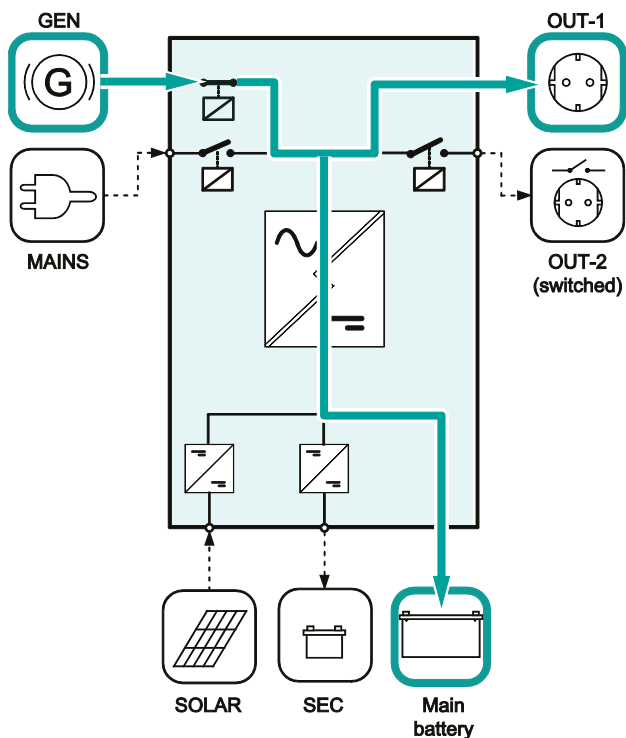 GEN
OUT-1
G
MAINS
OUT-2
(switched)
SOLAR
SEC
Main
battery